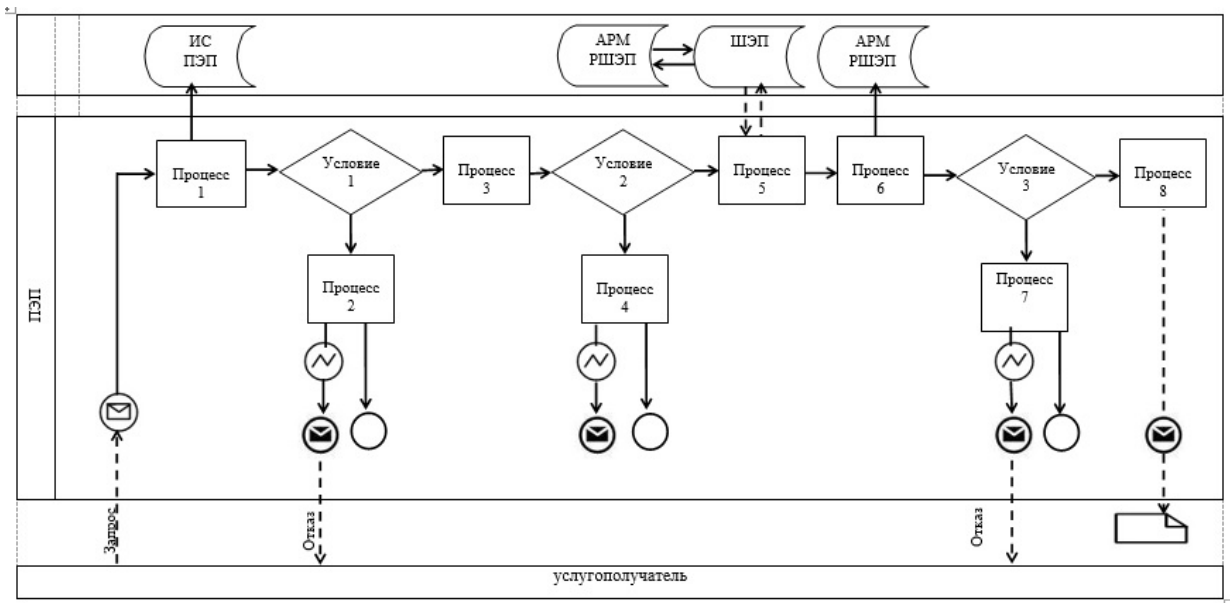 ИС
ПЭП
АРМ
РШЭП
ШЭП
АРМ
РШЭП
ПЭП
Процесс
1
Условие
1
Процесс
3
Условие
2
Процесс
5
Процесс
6
Условие
3
Процесс
8
Процесс
2
Процесс
4
Процесс
7
Запрос
Отказ
Отказ
услугополучатель